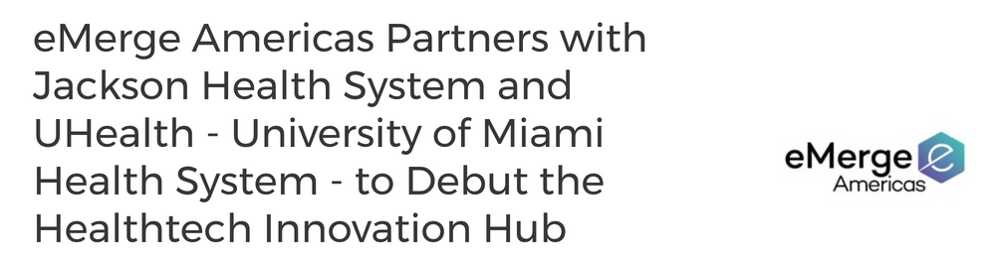 eMerge Americas Partners with
Jackson Health System and
UHealth - University of Miami
Health System - to Debut the
Healthtech Innovation Hub
eMerge e
Americas